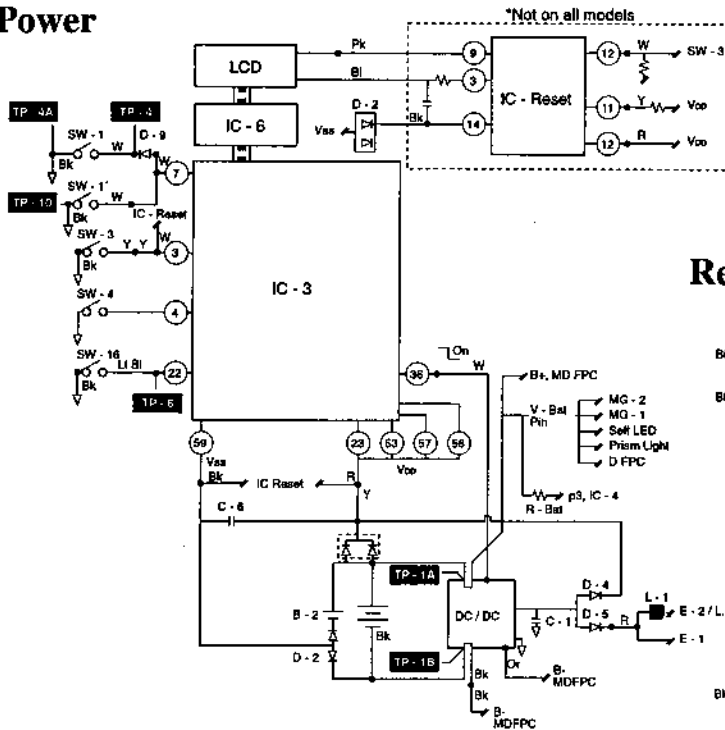 Power
*Not on all models
LCD
Pk
Bl
9
3
14
IC - Reset
12
W
SW - 3
11
Y
VDD
12
R
VDD
IC - 6
D - 2
Vss
Bk
TP - 4A
TP - 4
SW - 1
W
D - 9
W
Bk
7
TP - 10
SW - 1'
W
Bk
IC - Reset
SW - 3
Y
Y
W
3
Bk
SW - 4
4
SW - 16
Lt Bl
22
Bk
TP - 6
IC - 3
36
On
W
59
23
63
57
56
Vss
Bk
IC Reset
R
VDD
Y
C - 6
B+, MD FPC
V - Bat
Pin
MG - 2
MG - 1
Self LED
Prism Light
D FPC
R - Bat
p3, IC - 4
Re
TP - 1A
B - 2
Bk
D - 2
DC / DC
TP - 1B
C - 1
D - 4
D - 5
R
L - 1
E - 2 / L
E - 1
Or
B-
MDFPC
Bk
Bk
B-
MDFPC
Bk